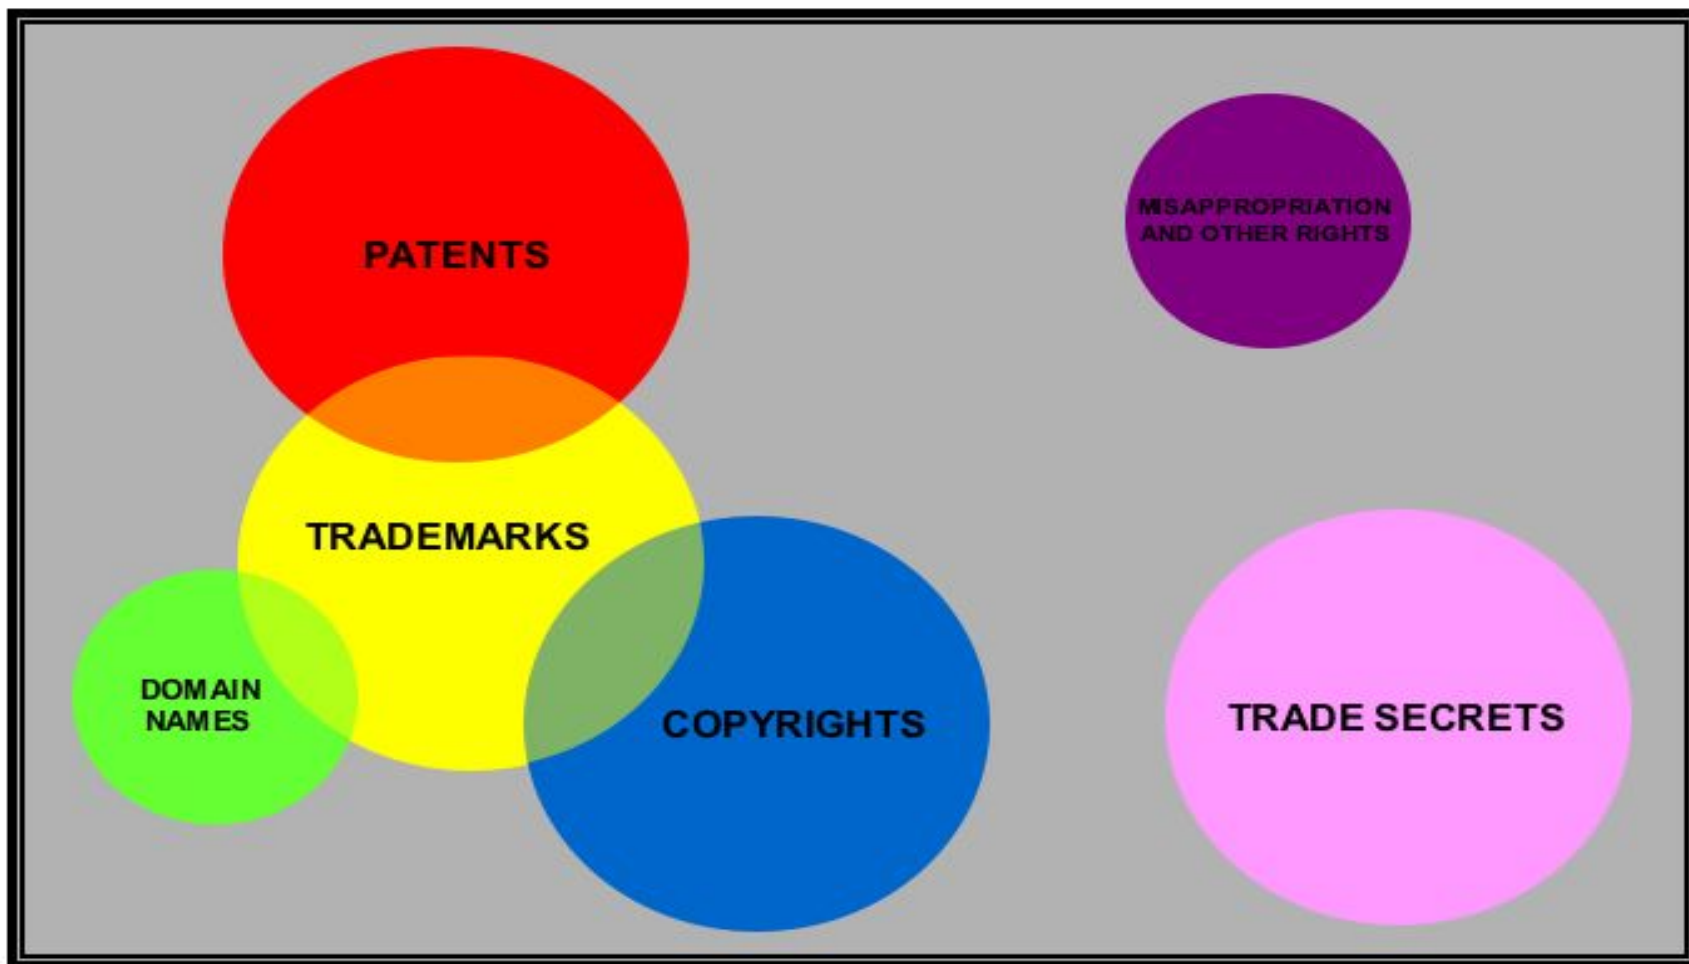 PATENTS
MISAPPROPRIATION
AND OTHER RIGHTS
TRADEMARKS
DOMAIN
NAMES
COPYRIGHTS
TRADE SECRETS